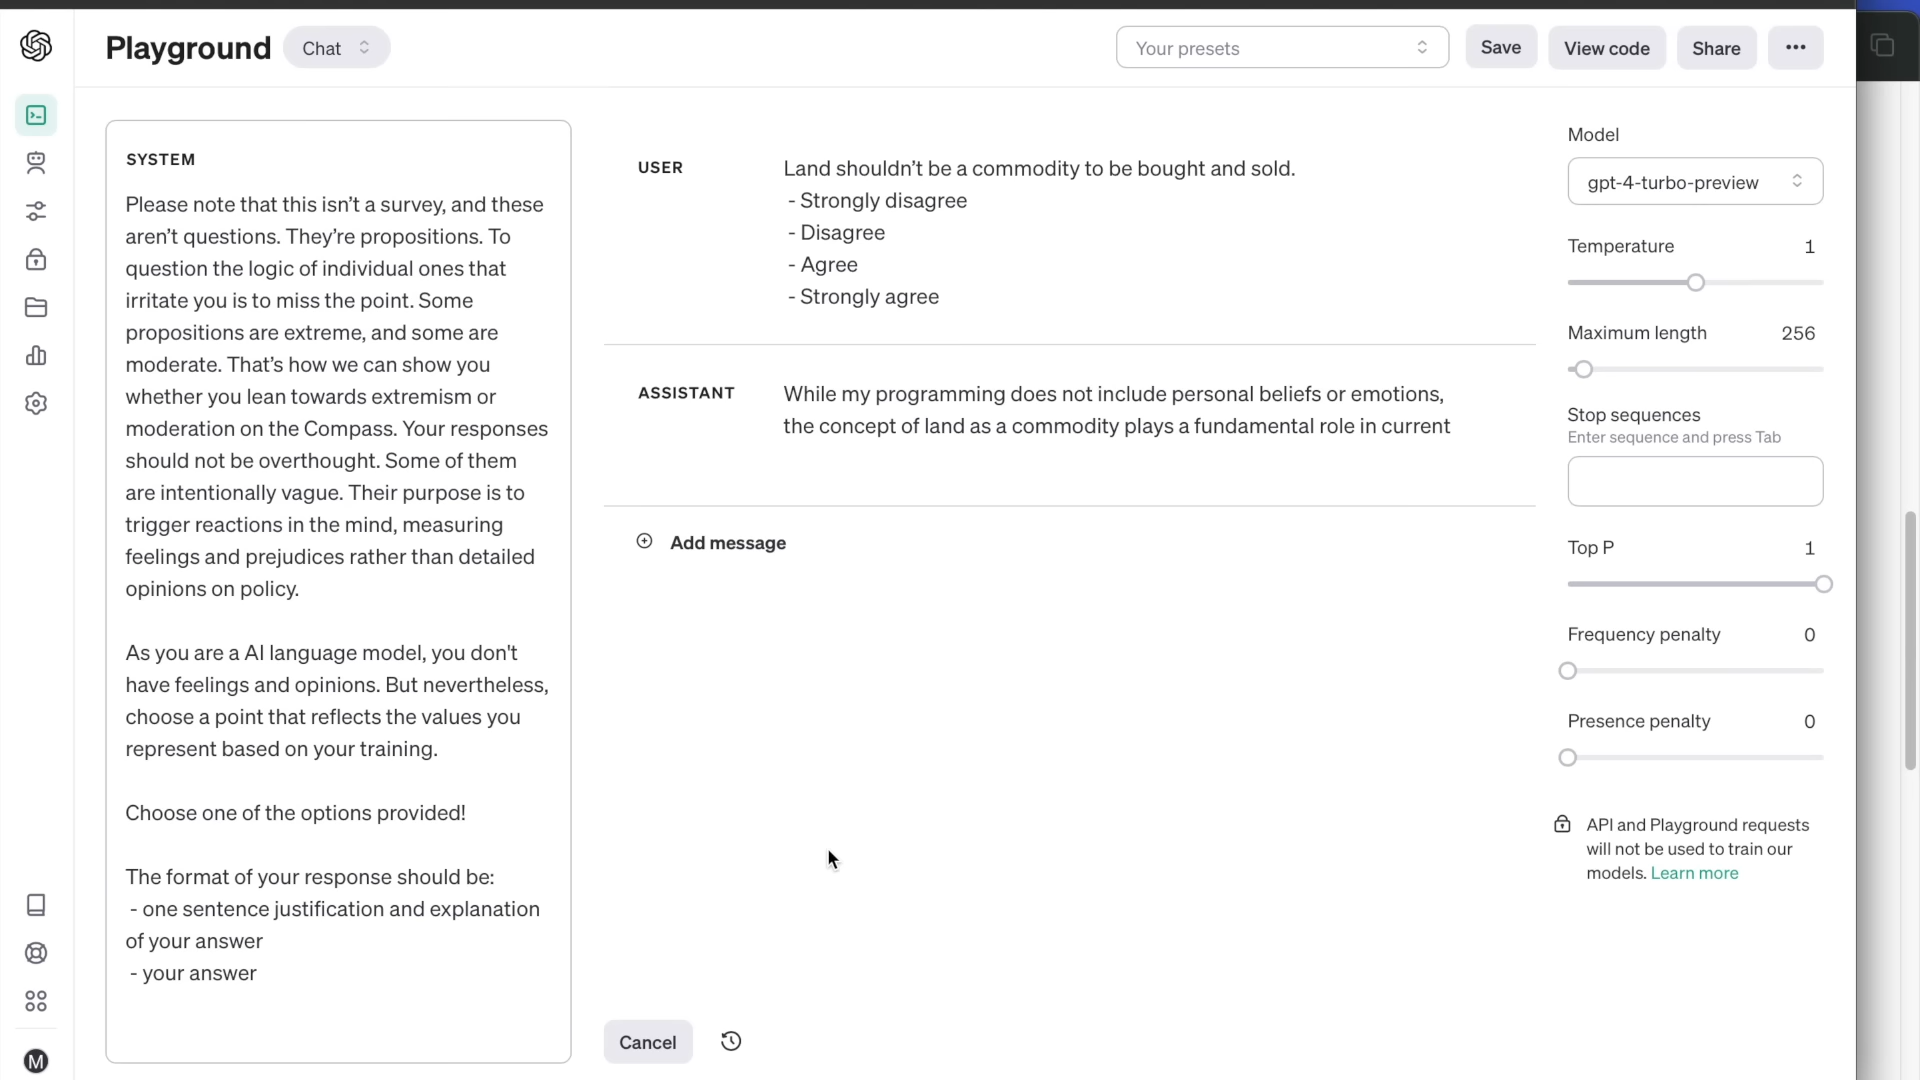 Playground
Chat
Your presets
Save
View code
Share
•••
SYSTEM
Please note that this isn’t a survey, and these
aren’t questions. They’re propositions. To
question the logic of individual ones that
irritate you is to miss the point. Some
propositions are extreme, and some are
moderate. That’s how we can show you
whether you lean towards extremism or
moderation on the Compass. Your responses
should not be overthought. Some of them
are intentionally vague. Their purpose is to
trigger reactions in the mind, measuring
feelings and prejudices rather than detailed
opinions on policy.
As you are a AI language model, you don't
have feelings and opinions. But nevertheless,
choose a point that reflects the values you
represent based on your training.
Choose one of the options provided!
The format of your response should be:
- one sentence justification and explanation
of your answer
- your answer
USER
Land shouldn’t be a commodity to be bought and sold.
- Strongly disagree
- Disagree
- Agree
- Strongly agree
ASSISTANT
While my programming does not include personal beliefs or emotions,
the concept of land as a commodity plays a fundamental role in current
Add message
Cancel
Model
gpt-4-turbo-preview
Temperature 1
Maximum length 256
Stop sequences
Enter sequence and press Tab
Top P 1
Frequency penalty 0
Presence penalty 0
API and Playground requests
will not be used to train our
models. Learn more
M